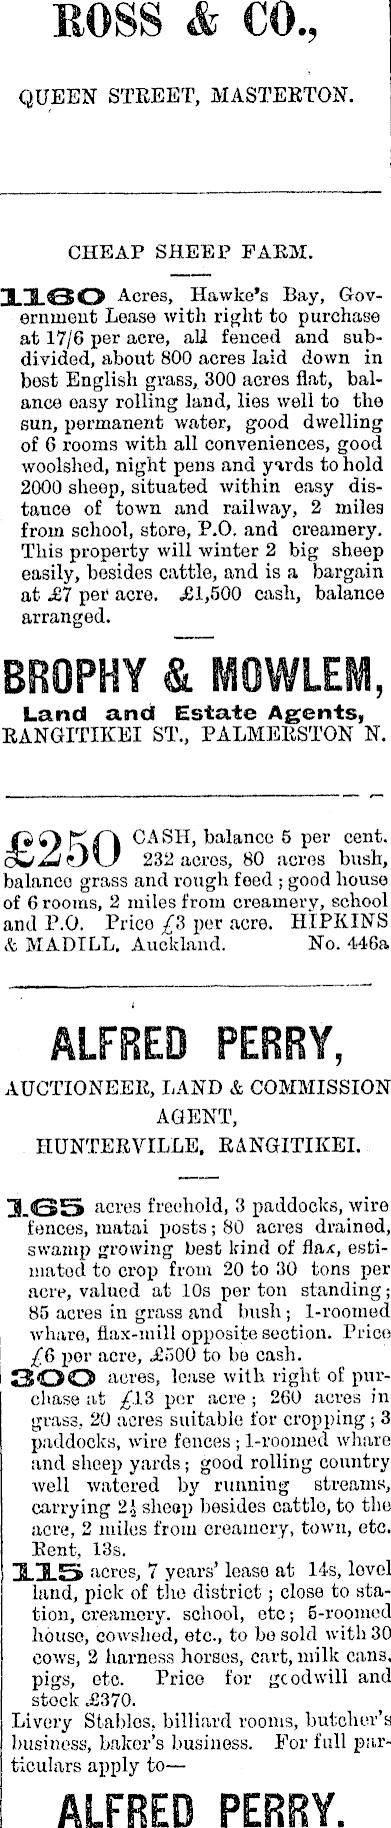 ROSS & CO.,
QUEEN STREET, MASTERTON.
CHEAP SHEEP FARM.
1160 Acres, Hawke's Bay, Gov-
ernment Lease with right to purchase
at 17/6 per acre, all fenced and sub-
divided, about 800 acres laid down in
best English grass, 300 acres flat, bal-
ance easy rolling land, lies well to the
sun, permanent water, good dwelling
of 6 rooms with all conveniences, good
woolshed, night pens and yards to hold
2000 sheep, situated within easy dis-
tance of town and railway, 2 miles
from school, store, P.O. and creamery.
This property will winter 2 big sheep
easily, besides cattle, and is a bargain
at £7 per acre. £1,500 cash, balance
arranged.
BROPHY & MOWLEM,
Land and Estate Agents,
RANGITIKEI ST., PALMERSTON N.
£250 CASH, balance 5 per cent.
232 acres, 80 acres bush,
balance grass and rough feed ; good house
of 6 rooms, 2 miles from creamery, school
and P.O. Price £3 per acre. HIPKINS
& MADILL, Auckland. No. 446a
ALFRED PERRY,
AUCTIONEER, LAND & COMMISSION
AGENT,
HUNTERVILLE, RANGITIKEI.
165 acres freehold, 3 paddocks, wire
fences, matai posts ; 80 acres drained,
swamp growing best kind of flax, esti-
mated to crop from 20 to 30 tons per
acre, valued at 10s per ton standing ;
85 acres in grass and bush ; 1-roomed
whare, flax-mill opposite section. Price
£6 per acre, £500 to be cash.
300 acres, lease with right of pur-
chase at £13 per acre ; 260 acres in
grass, 20 acres suitable for cropping ; 3
paddocks, wire fences ; 1-roomed whare
and sheep yards ; good rolling country
well watered by running streams,
carrying 2½ sheep besides cattle, to the
acre, 2 miles from creamery, town, etc.
Rent, 13s.
115 acres, 7 years' lease at 14s, level
land, pick of the district ; close to sta-
tion, creamery. school, etc ; 5-roomed
house, cowshed, etc., to be sold with 30
cows, 2 harness horses, cart, milk cans,
pigs, etc. Price for goodwill and
stock £370.
Livery Stables, billiard rooms, butcher's
business, baker's business. For full par-
ticulars apply to—
ALFRED PERRY.